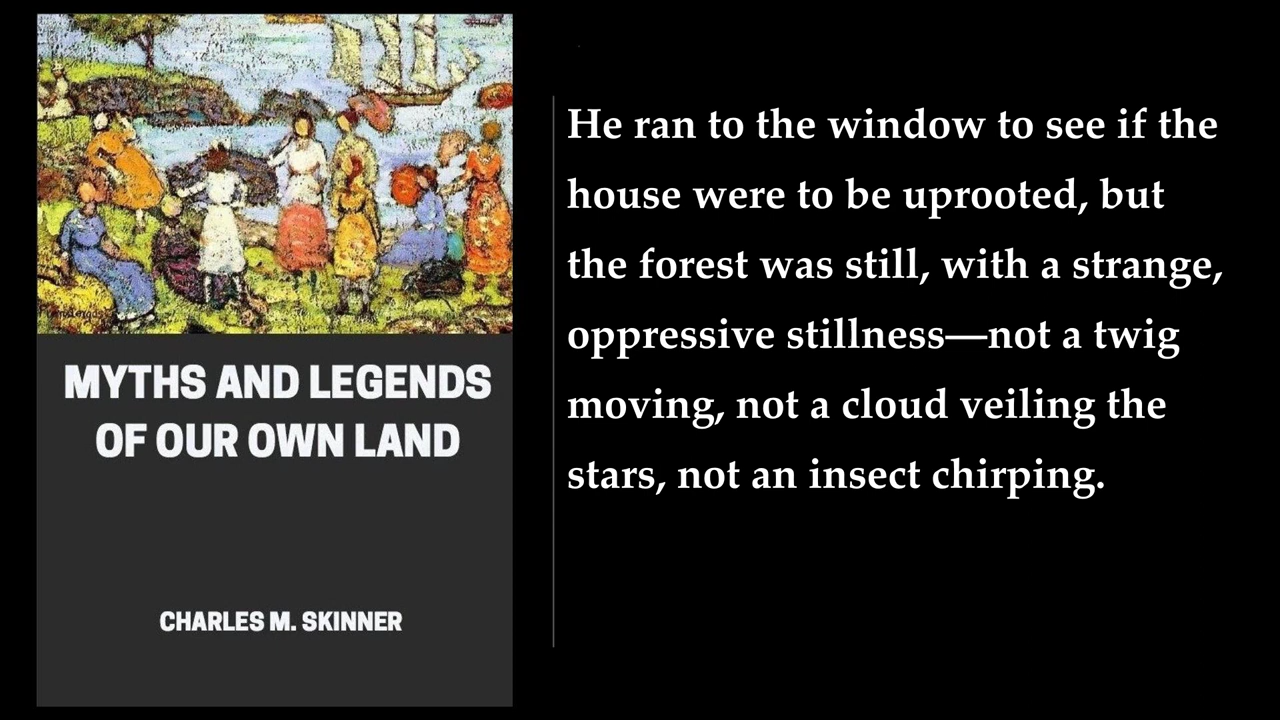 MYTHS AND LEGENDS
OF OUR OWN LAND
CHARLES M. SKINNER
He ran to the window to see if the
house were to be uprooted, but
the forest was still, with a strange,
oppressive stillness—not a twig
moving, not a cloud veiling the
stars, not an insect chirping.